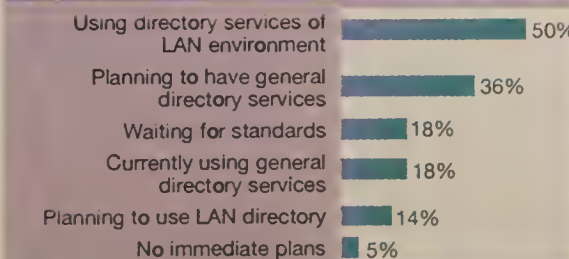 Using directory services of
LAN environment
50%
Planning to have general
directory services
36%
Waiting for standards
18%
Currently using general
directory services
18%
Planning to use LAN directory
14%
No immediate plans
5%